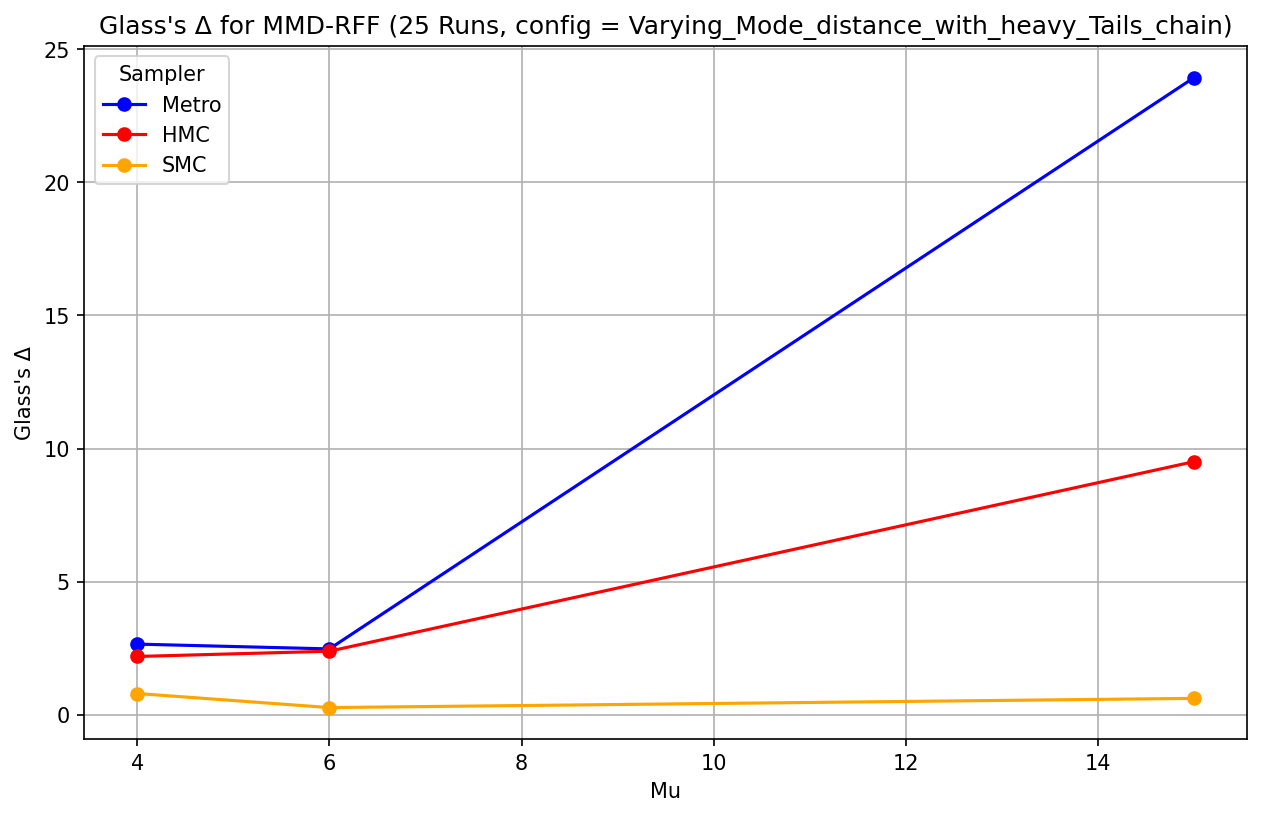 Glass's Δ for MMD-RFF (25 Runs, config = Varying_Mode_distance_with_heavy_Tails_chain)
Sampler
Metro
HMC
SMC
Glass's Δ
25
20
15
10
5
0
4
6
8
10
12
14
Mu